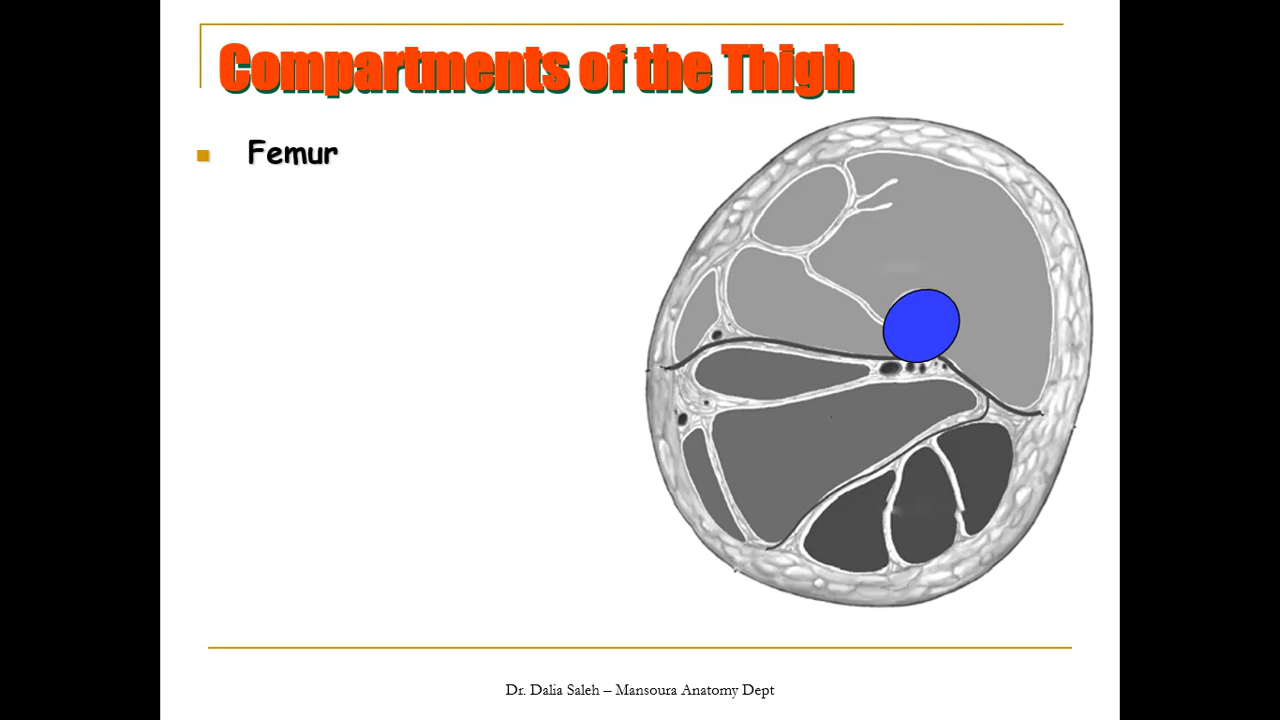 Compartments of the Thigh
Femur
Dr. Dalia Saleh – Mansoura Anatomy Dept